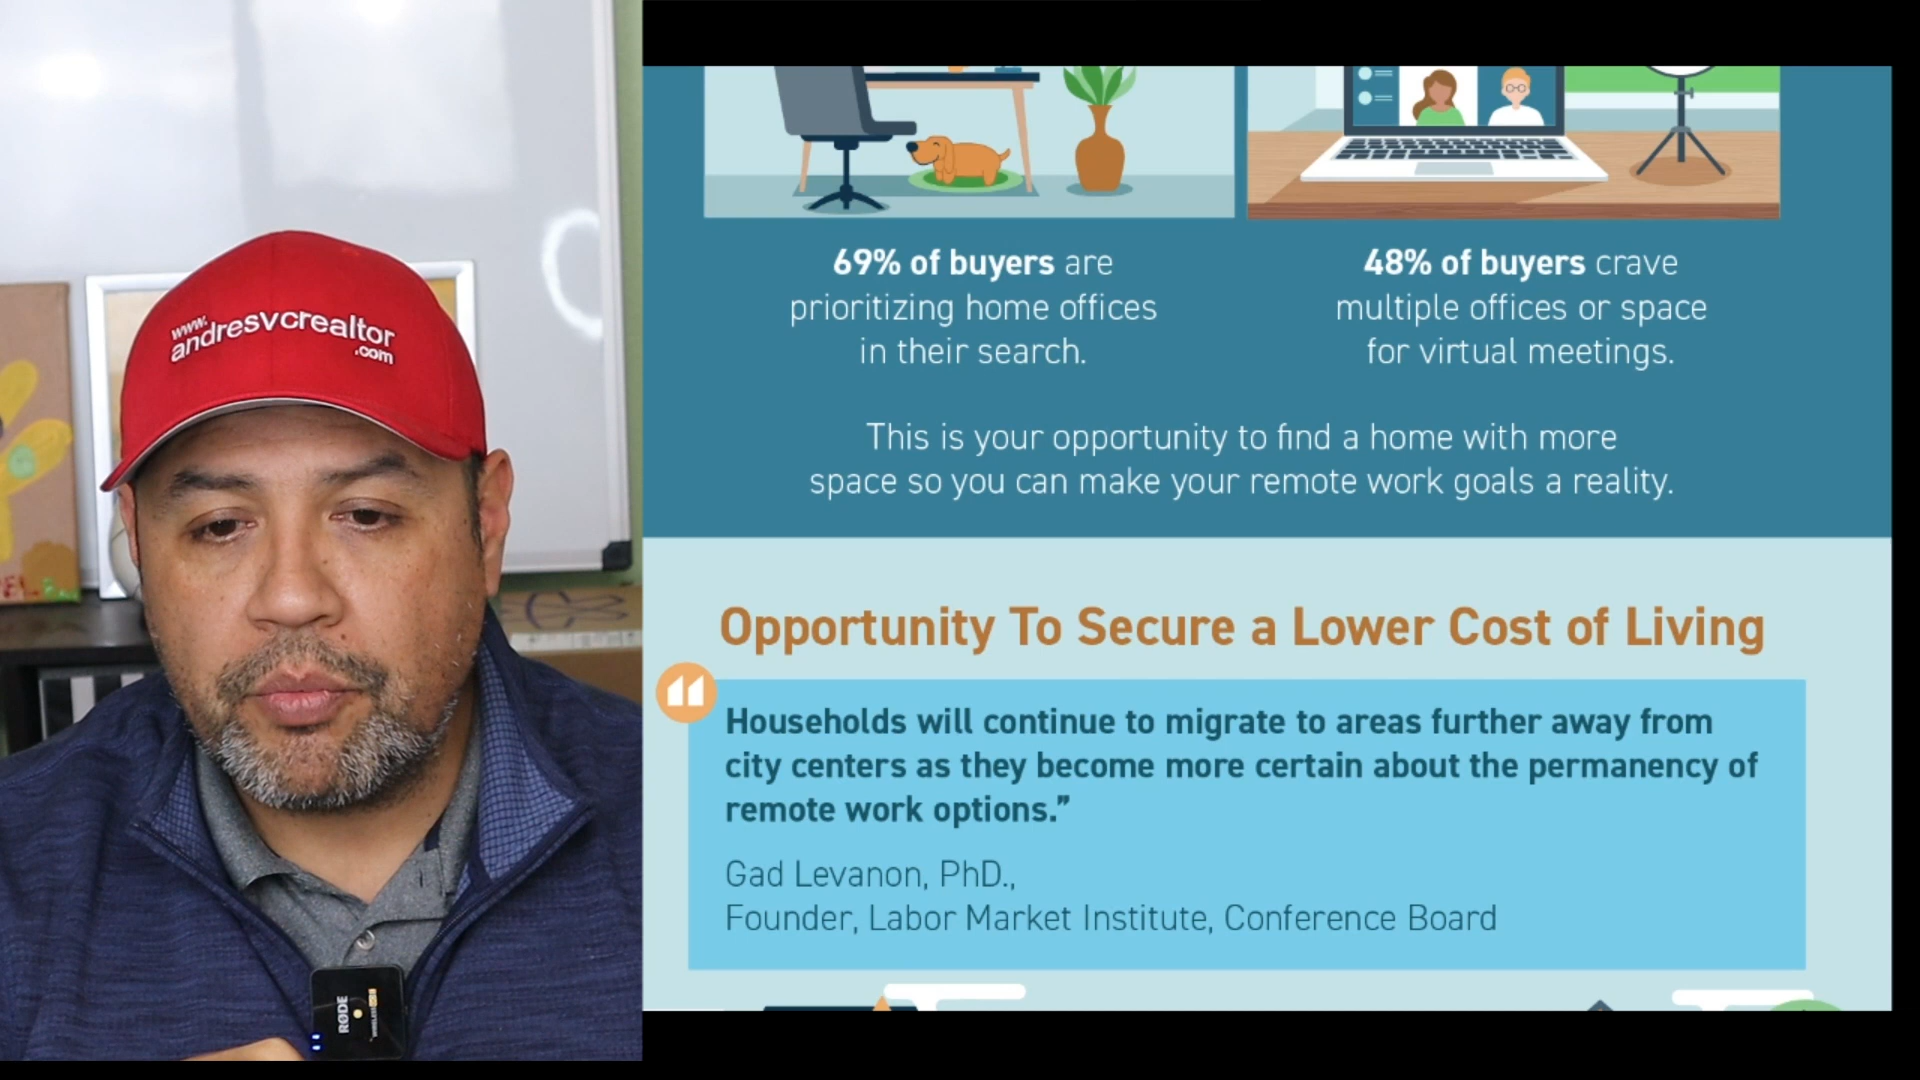 www.
andresvcrealtor
.com
RØDE
69% of buyers are
prioritizing home offices
in their search.
48% of buyers crave
multiple offices or space
for virtual meetings.
This is your opportunity to find a home with more
space so you can make your remote work goals a reality.
Opportunity To Secure a Lower Cost of Living
Households will continue to migrate to areas further away from
city centers as they become more certain about the permanency of
remote work options.”
Gad Levanon, PhD.,
Founder, Labor Market Institute, Conference Board